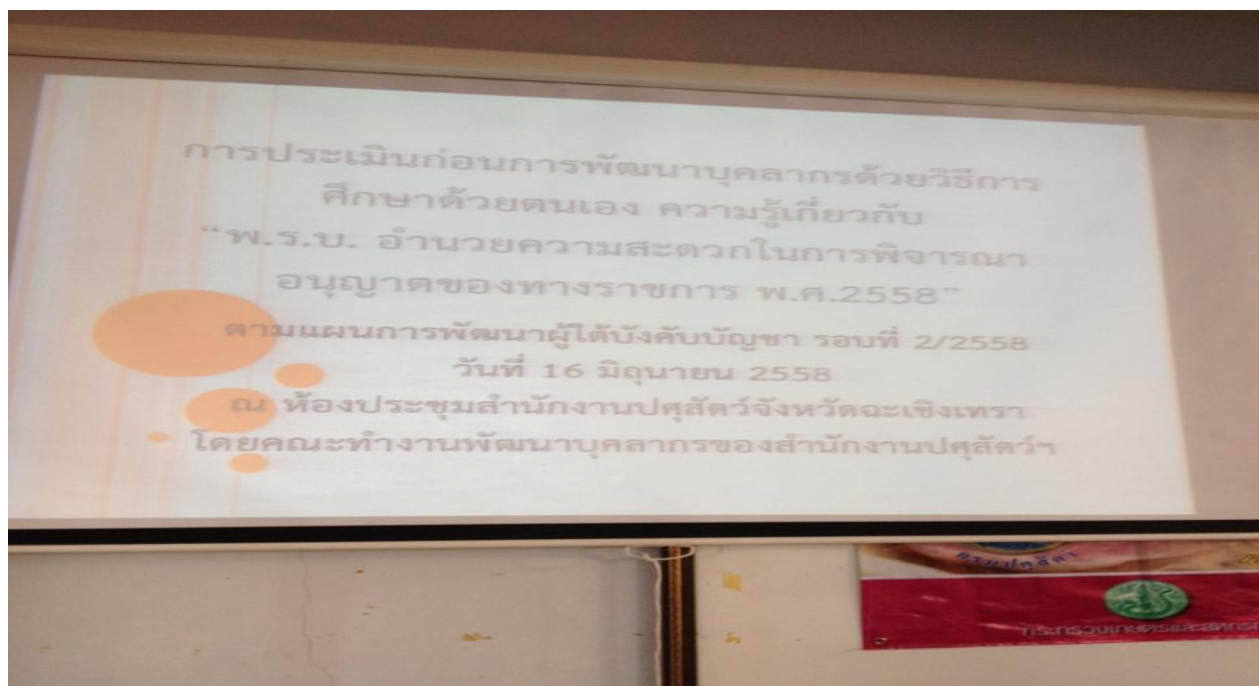 การประเมินก่อนการพัฒนาบุคลากรด้วยวิธีการ
ศึกษาด้วยตนเอง ความรู้เกี่ยวกับ
“พ.ร.บ. อำนวยความสะดวกในการพิจารณา
อนุญาตของทางราชการ พ.ศ.2558”
ตามแผนการพัฒนาผู้ใต้บังคับบัญชา รอบที่ 2/2558
วันที่ 16 มิถุนายน 2558
ณ ห้องประชุมสำนักงานปศุสัตว์จังหวัดฉะเชิงเทรา
โดยคณะทำงานพัฒนาบุคลากรของสำนักงานปศุสัตว์ฯ
กรมปศุสัตว์
กระทรวงเกษตรและสหกรณ์